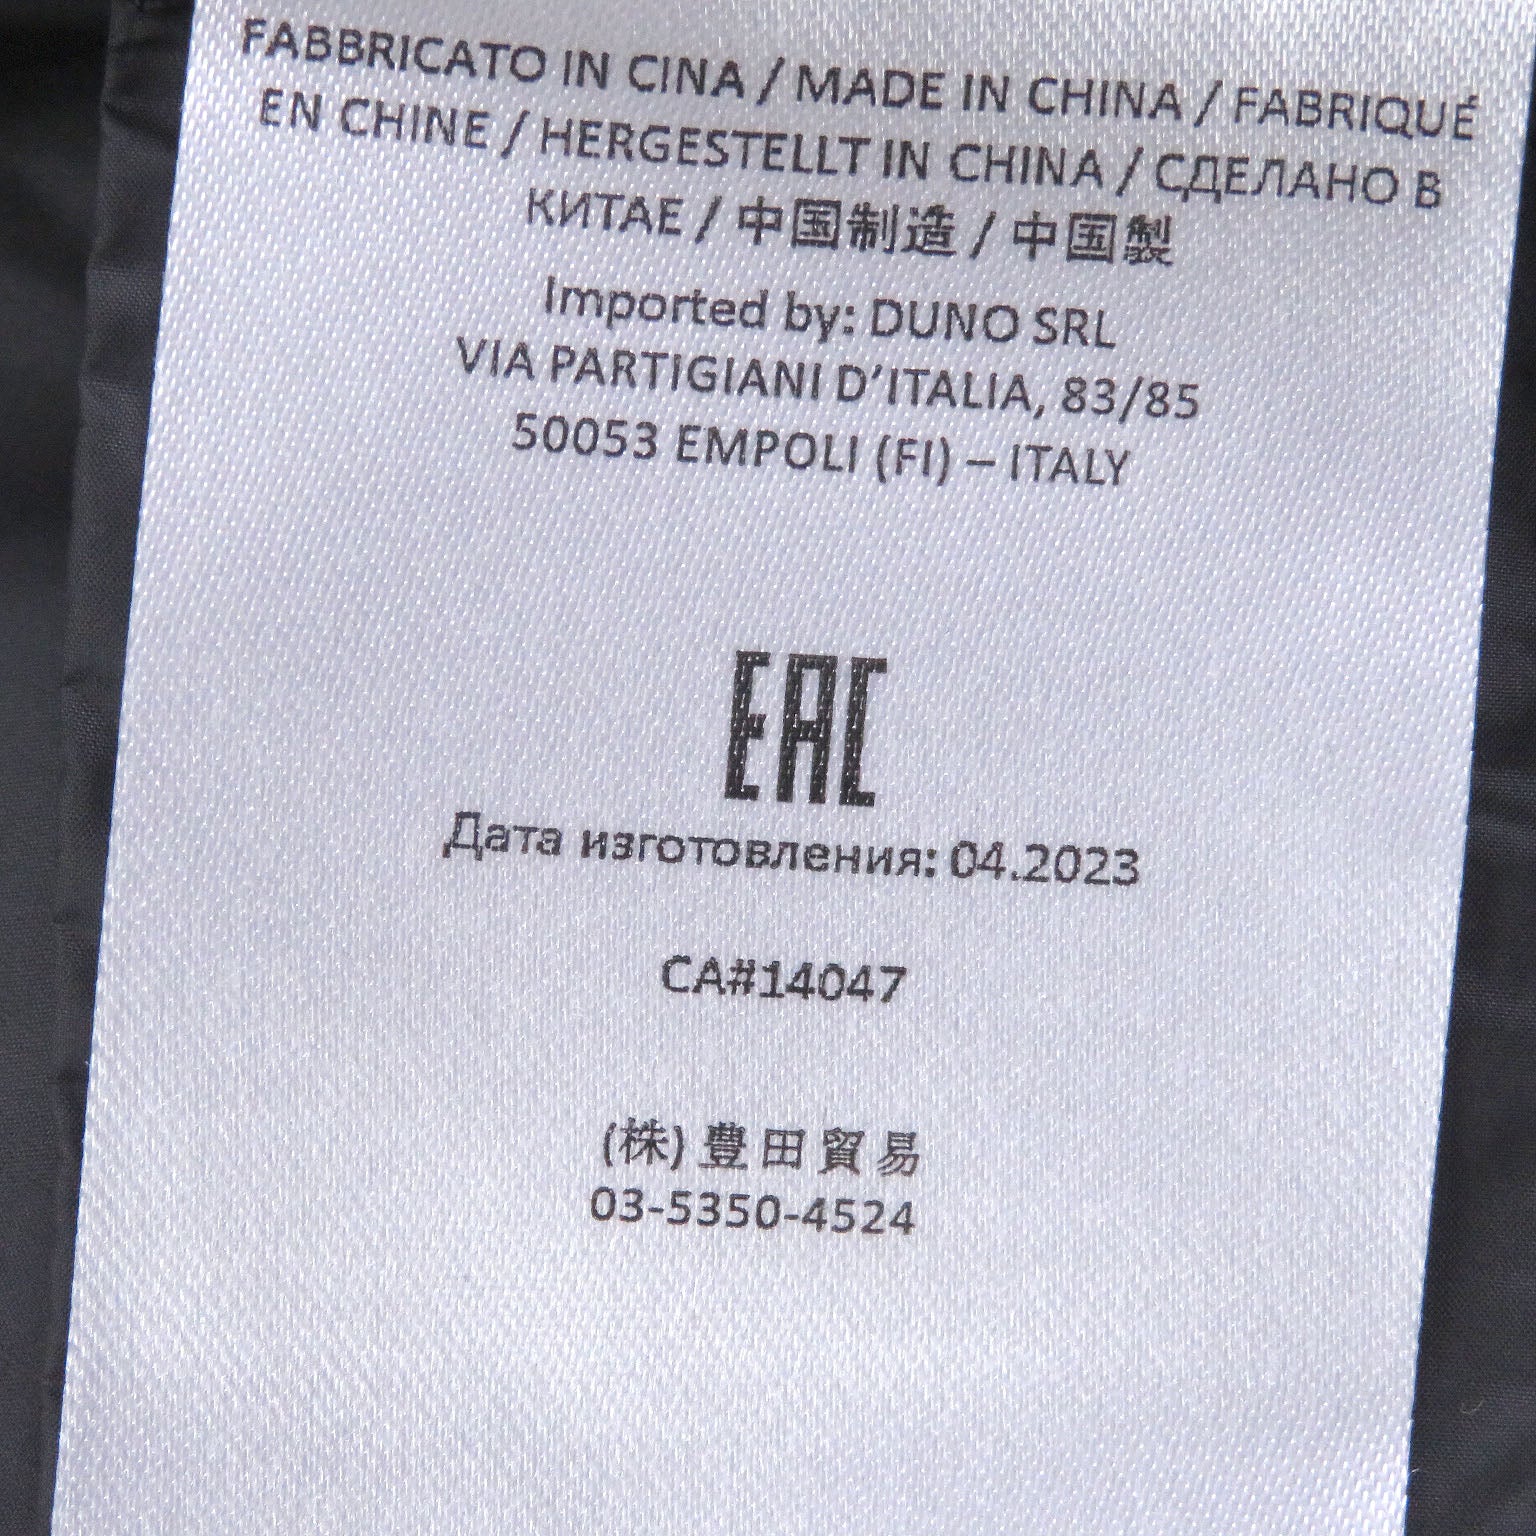 FABBRICATO IN CINA / MADE IN CHINA / FABRIQUÉ
EN CHINE / HERGESTELLT IN CHINA / СДЕЛАНО В
КИТАЕ / 中国制造 / 中国製
Imported by: DUNO SRL
VIA PARTIGIANI D’ITALIA, 83/85
50053 EMPOLI (FI) – ITALY
EAC
Дата изготовления: 04.2023
CA#14047
(株) 豊田貿易
03-5350-4524